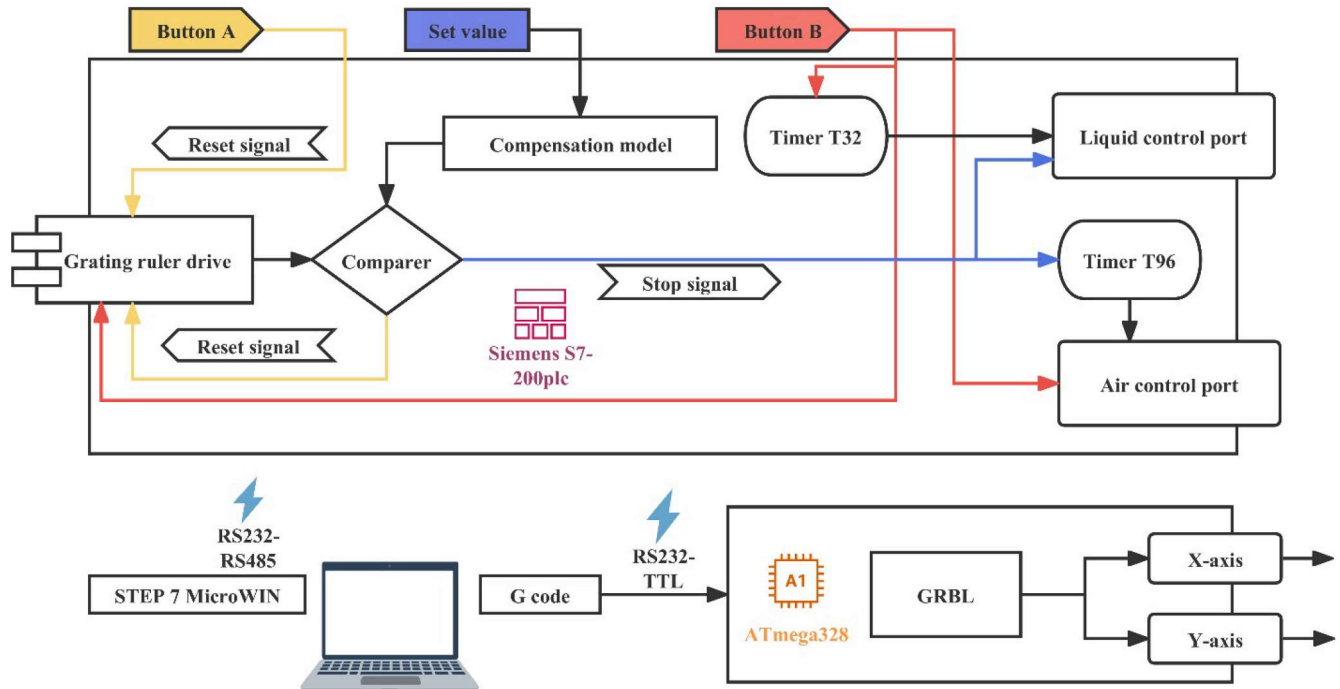 Button A
Set value
Button B
Reset signal
Compensation model
Timer T32
Liquid control port
Grating ruler drive
Comparer
Stop signal
Timer T96
Reset signal
Siemens S7-
200plc
Air control port
RS232-
RS485
STEP 7 MicroWIN
G code
RS232-
TTL
A1
ATmega328
GRBL
X-axis
Y-axis